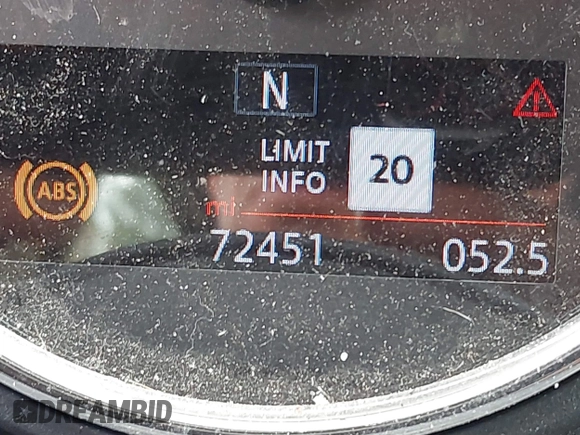 N
LIMIT
INFO
20
ABS
mi
72451 052.5
DREAMBID